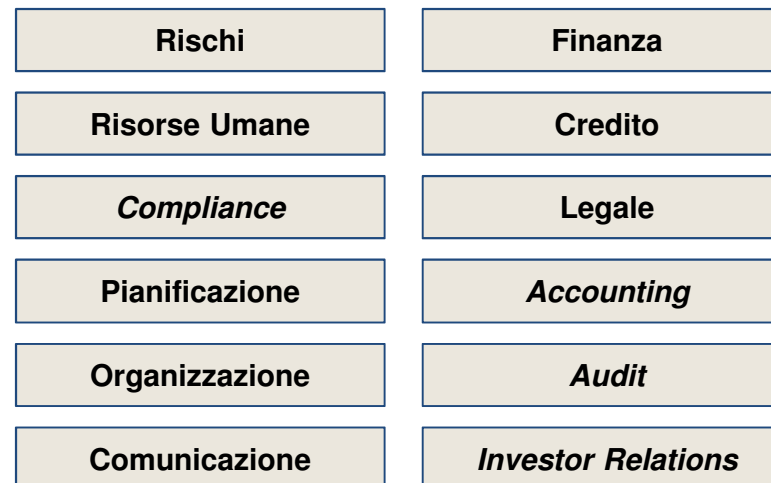 Rischi
Finanza
Risorse Umane
Credito
Compliance
Legale
Pianificazione
Accounting
Organizzazione
Audit
Comunicazione
Investor Relations